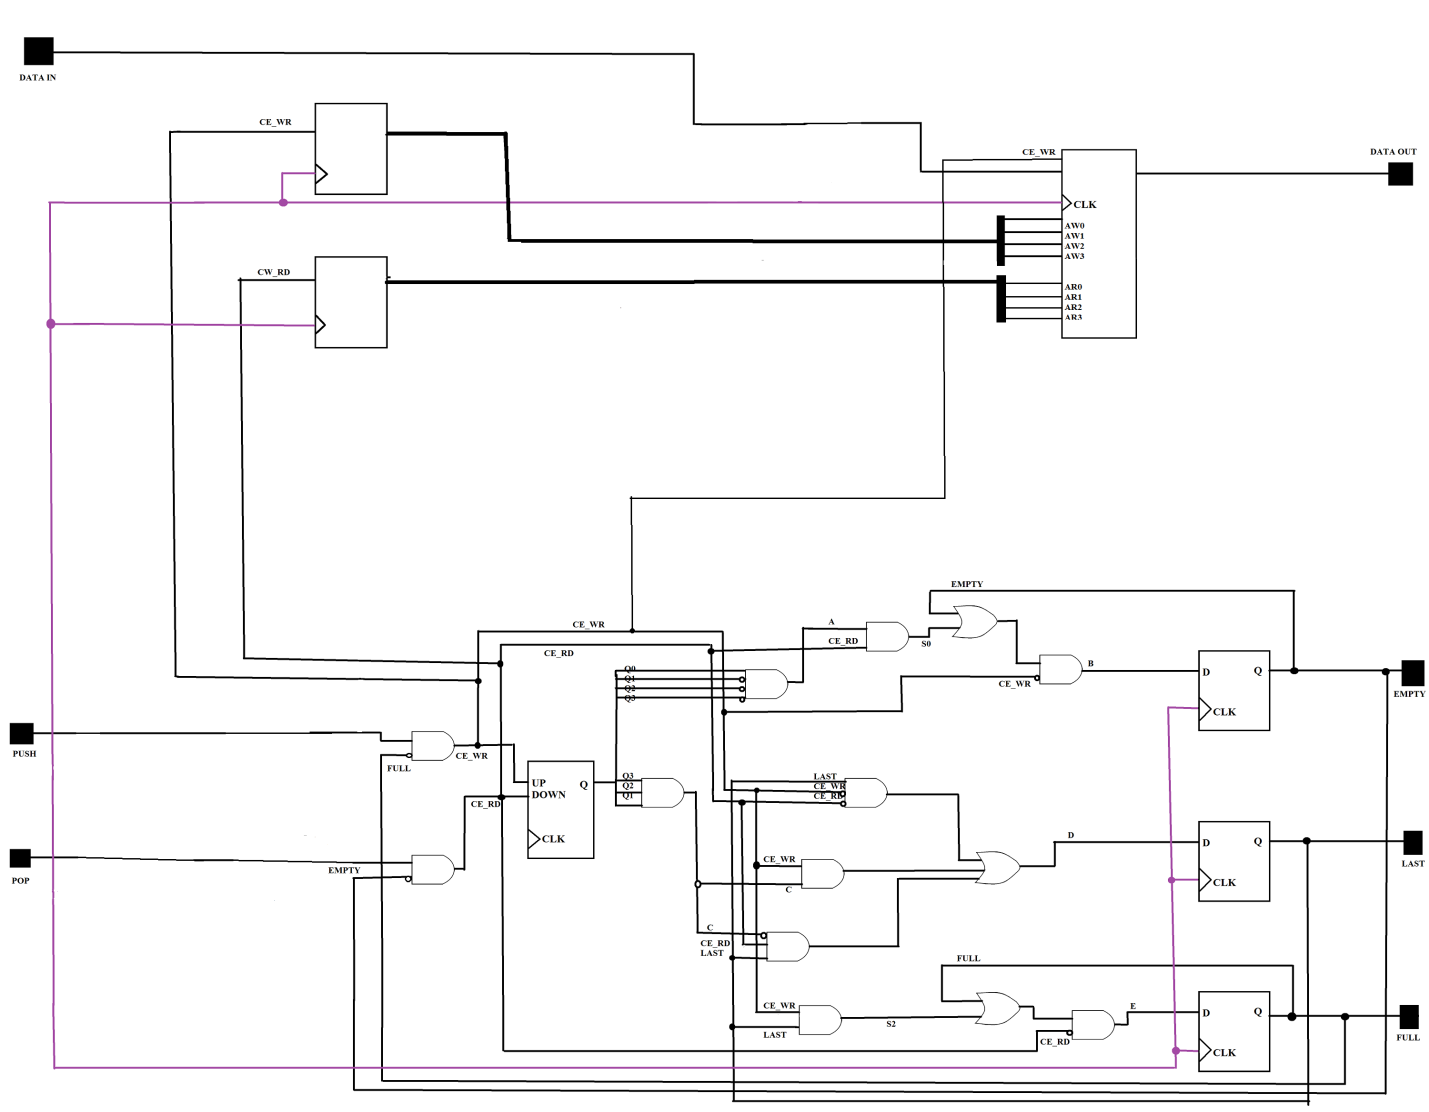 DATA IN
CE_WR
CE_WR
DATA OUT
CLK
AW0
AW1
AW2
AW3
CW_RD
AR0
AR1
AR2
AR3
EMPTY
CE_WR
A
CE_RD
S0
CE_RD
Q0
Q1
Q2
Q3
B
CE_WR
D
Q
CLK
EMPTY
PUSH
FULL
CE_WR
UP
DOWN
Q
CLK
CE_RD
Q3
Q2
Q1
LAST
CE_WR
CE_RD
D
D
Q
CLK
LAST
POP
EMPTY
CE_WR
C
C
CE_RD
LAST
FULL
CE_WR
LAST
S2
E
CE_RD
D
Q
CLK
FULL